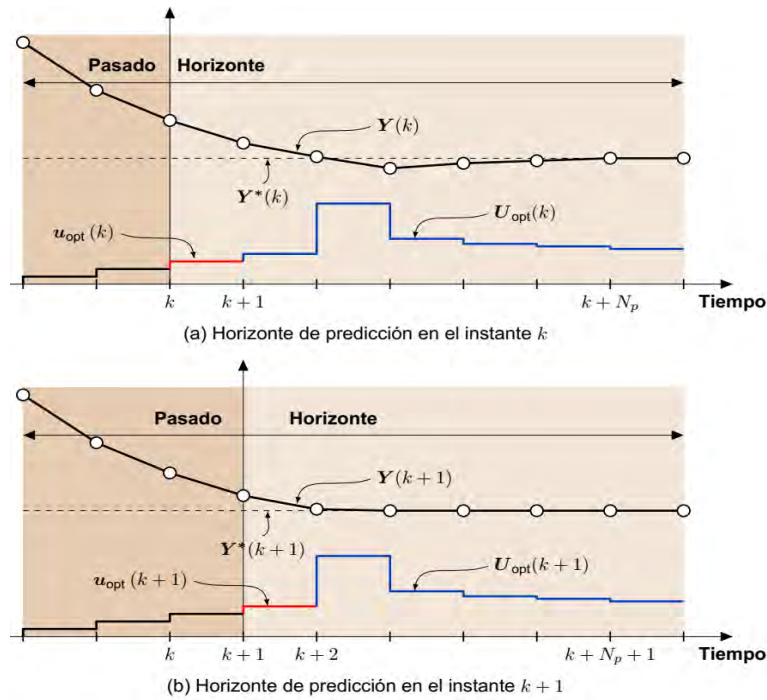 Pasado Horizonte
Y(k)
Y*(k)
u_opt (k)
U_opt(k)
k k + 1 k + N_p Tiempo
(a) Horizonte de predicción en el instante k
Pasado Horizonte
Y(k + 1)
Y*(k + 1)
u_opt (k + 1)
U_opt(k + 1)
k k + 1 k + 2 k + N_p + 1 Tiempo
(b) Horizonte de predicción en el instante k + 1